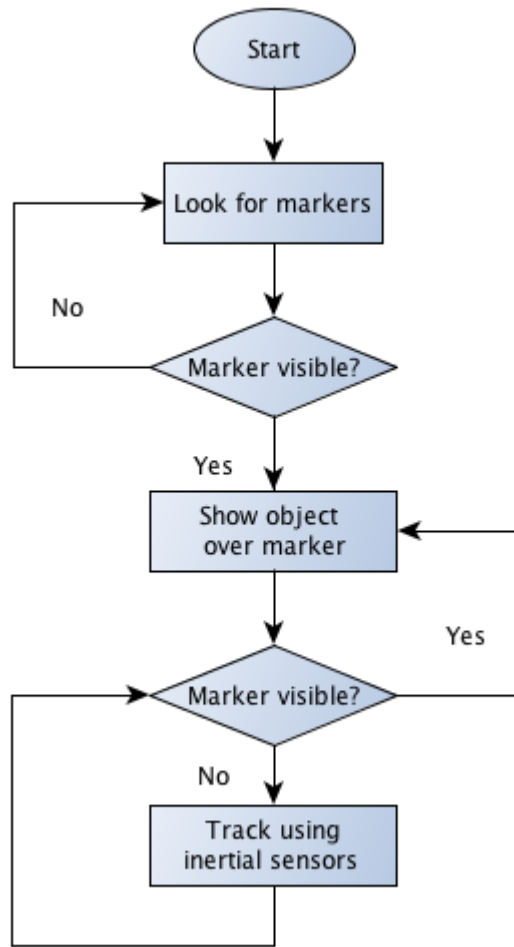 Start
Look for markers
No
Marker visible?
Yes
Show object
over marker
Yes
Marker visible?
No
Track using
inertial sensors